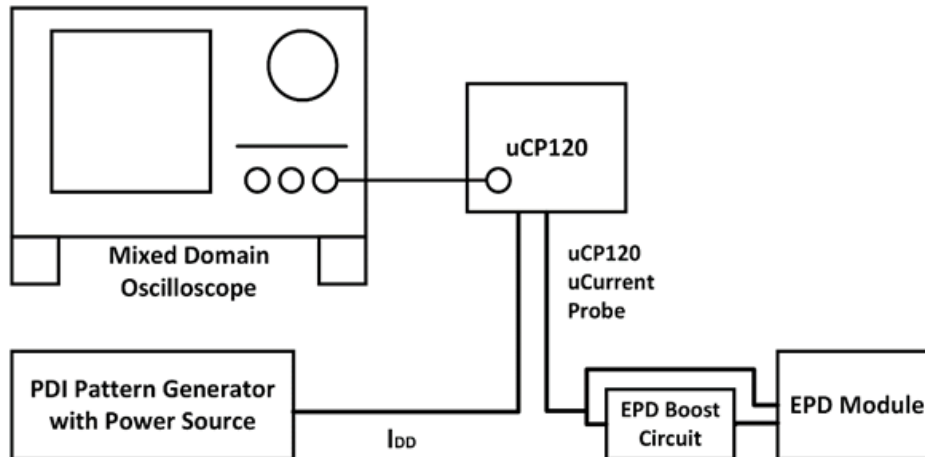 uCP120
Mixed Domain
Oscilloscope
uCP120
uCurrent
Probe
PDI Pattern Generator
with Power Source
IDD
EPD Boost
Circuit
EPD Module